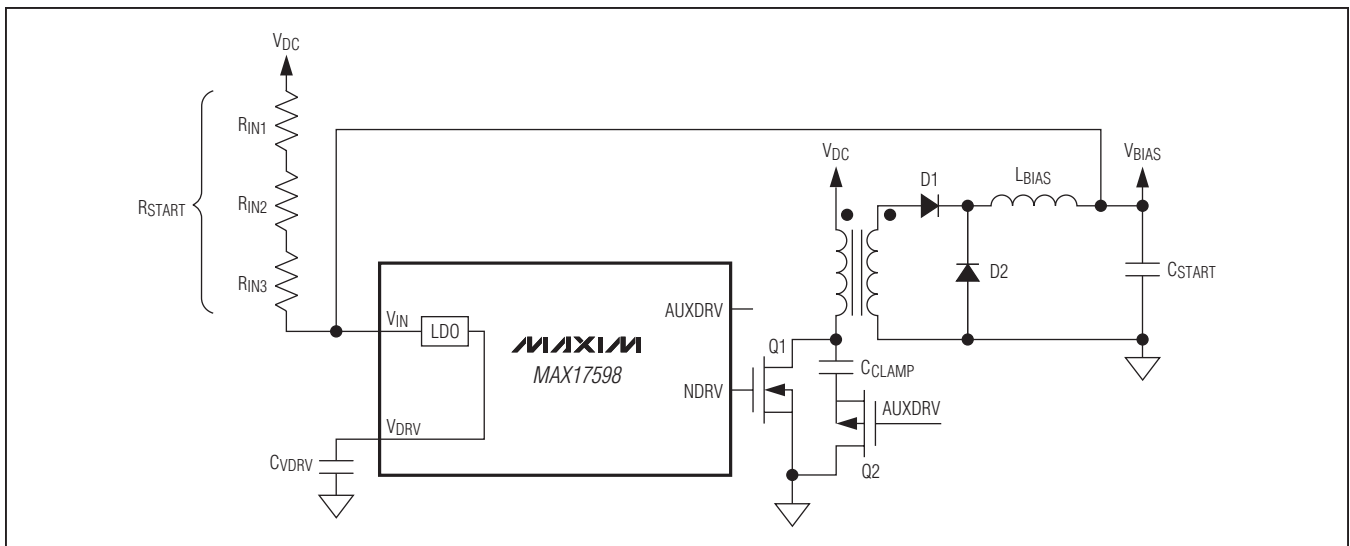 VDC
RIN1
RSTART
RIN2
RIN3
VIN
LDO
MAXIM
MAX17598
AUXDRV
NDRV
VDRV
CVDRV
VDC
D1
LBIAS
VBIAS
D2
CSTART
Q1
CCLAMP
AUXDRV
Q2